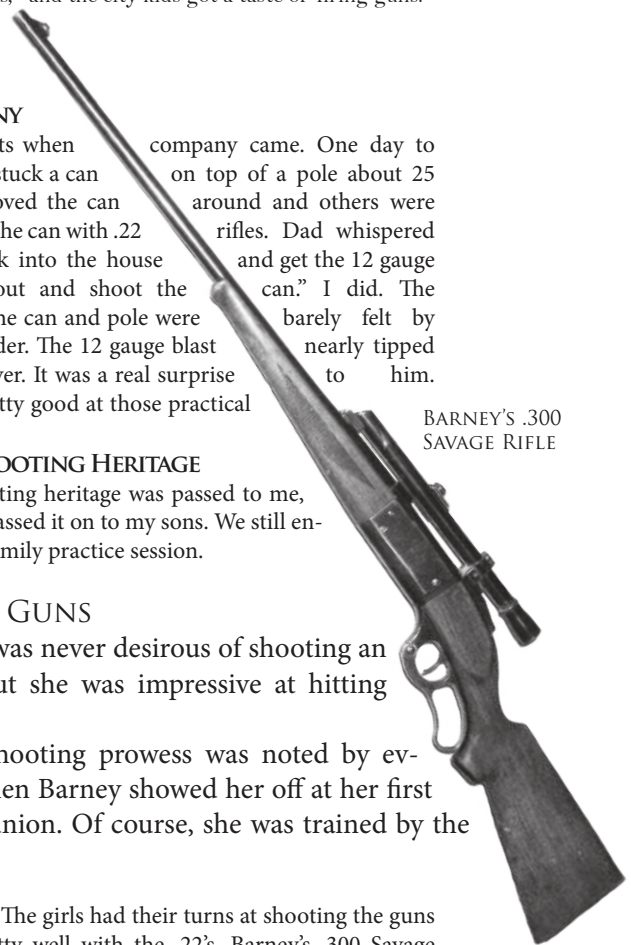 and the city kids got a taste of firing guns.
NY
ts when company came. One day to
stuck a can on top of a pole about 25
oved the can around and others were
he can with .22 rifles. Dad whispered
k into the house and get the 12 gauge
out and shoot the can.” I did. The
he can and pole were barely felt by
der. The 12 gauge blast nearly tipped
ver. It was a real surprise to him.
tty good at those practical
BARNEY’S .300
SAVAGE RIFLE
OOTING HERITAGE
ting heritage was passed to me,
assed it on to my sons. We still en-
mily practice session.
GUNS
was never desirous of shooting an
ut she was impressive at hitting
hooting prowess was noted by ev-
en Barney showed her off at her first
nion. Of course, she was trained by the
The girls had their turns at shooting the guns
tty well with the .22’s. Barney’s .300 Savage